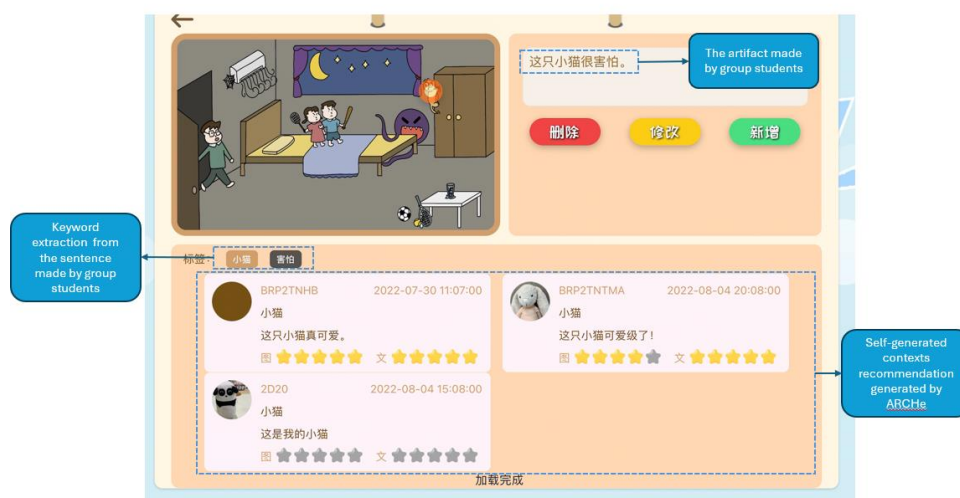 这只小猫很害怕。
The artifact made
by group students
删除
修改
新增
Keyword
extraction from
the sentence
made by group
students
标签:
小猫
害怕
BRP2TNHB
2022-07-30 11:07:00
小猫
这只小猫真可爱。
图
文
BRP2TNTMA
2022-08-04 20:08:00
小猫
这只小猫可爱级了!
图
文
Self-generated
contexts
recommendation
generated by
ARCHe
2D20
2022-08-04 15:08:00
小猫
这是我的小猫
图
文
加载完成